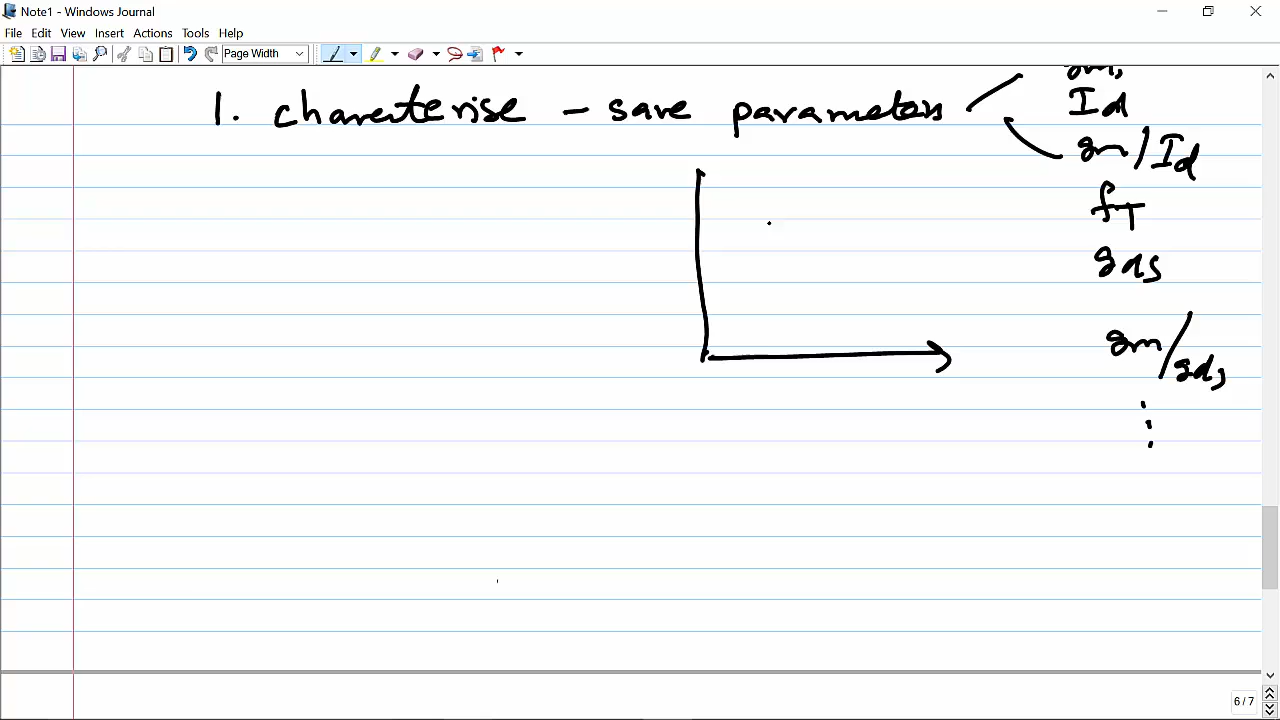 Note1 - Windows Journal
File Edit View Insert Actions Tools Help
Page Width
gm,
1. charecterise - save parameters
Id
gm/Id
fT
gds
gm/gds
6 / 7